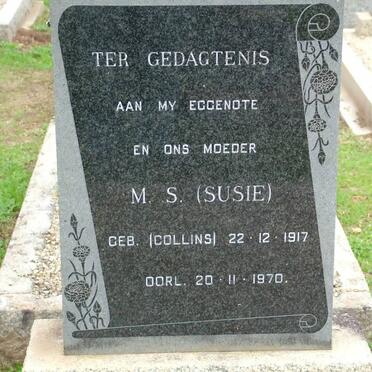 TER GEDAGTENIS
AAN MY EGGENOTE
EN ONS MOEDER
M. S. (SUSIE)
GEB. (COLLINS) 22·12·1917
OORL. 20·11·1970.